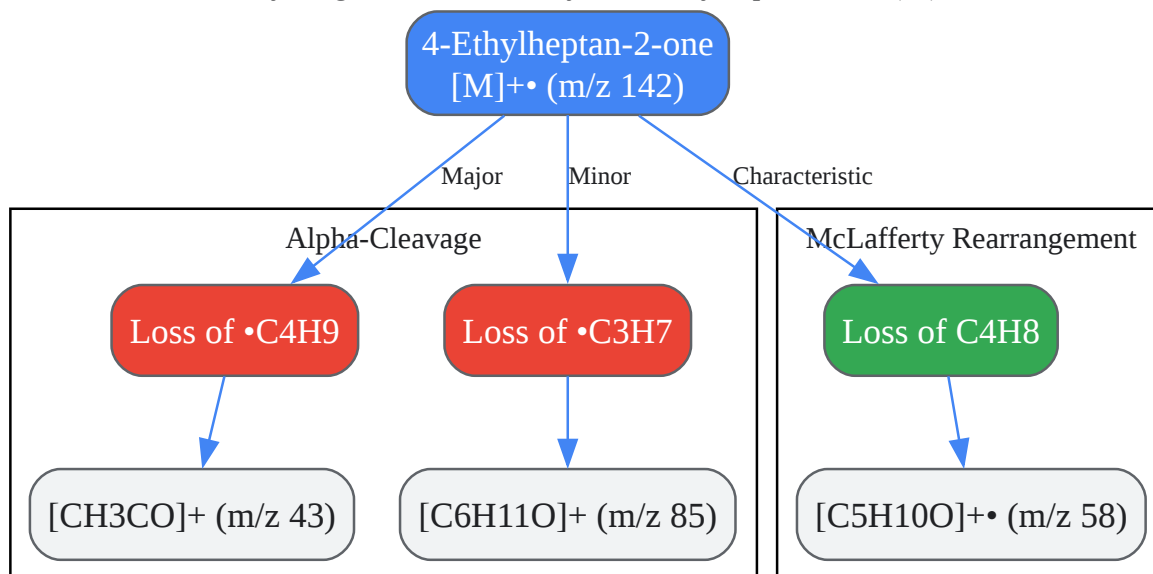 4-Ethylheptan-2-one
[M]+• (m/z 142)
Major
Minor
Characteristic
Alpha-Cleavage
McLafferty Rearrangement
Loss of •C4H9
Loss of •C3H7
Loss of C4H8
[CH3CO]+ (m/z 43)
[C6H11O]+ (m/z 85)
[C5H10O]+• (m/z 58)